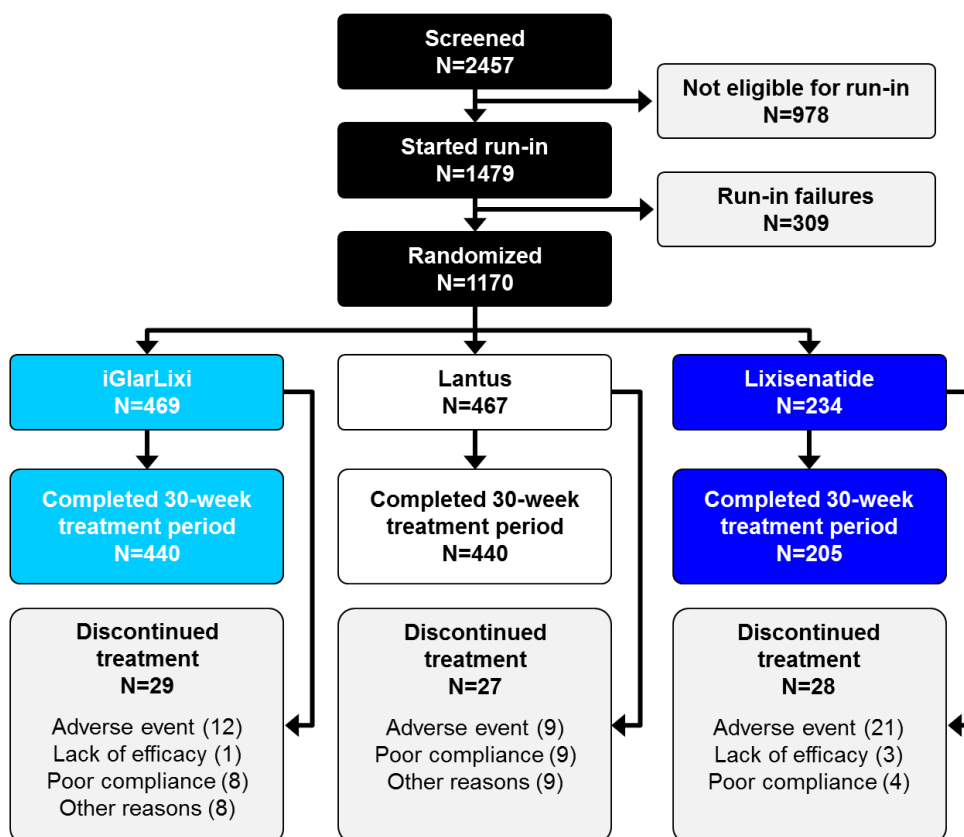 Screened
N=2457
Not eligible for run-in
N=978
Started run-in
N=1479
Run-in failures
N=309
Randomized
N=1170
iGlarLixi
N=469
Lantus
N=467
Lixisenatide
N=234
Completed 30-week
treatment period
N=440
Completed 30-week
treatment period
N=440
Completed 30-week
treatment period
N=205
Discontinued
treatment
N=29
Adverse event (12)
Lack of efficacy (1)
Poor compliance (8)
Other reasons (8)
Discontinued
treatment
N=27
Adverse event (9)
Poor compliance (9)
Other reasons (9)
Discontinued
treatment
N=28
Adverse event (21)
Lack of efficacy (3)
Poor compliance (4)